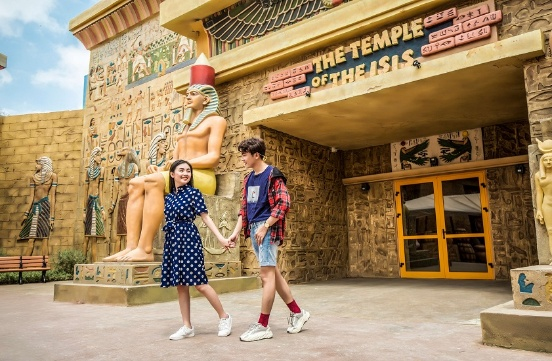 THE TEMPLE
OF THE ISIS